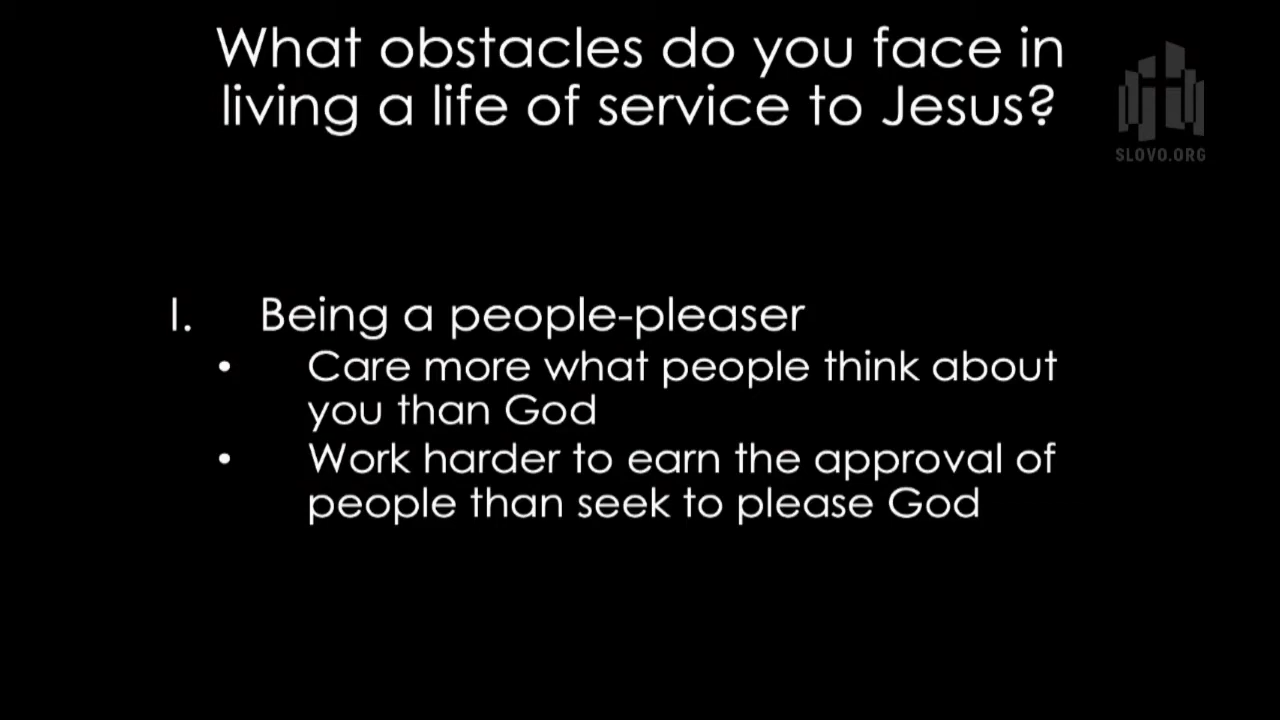 What obstacles do you face in
living a life of service to Jesus?
SLOVO.ORG
I. Being a people-pleaser
• Care more what people think about
you than God
• Work harder to earn the approval of
people than seek to please God